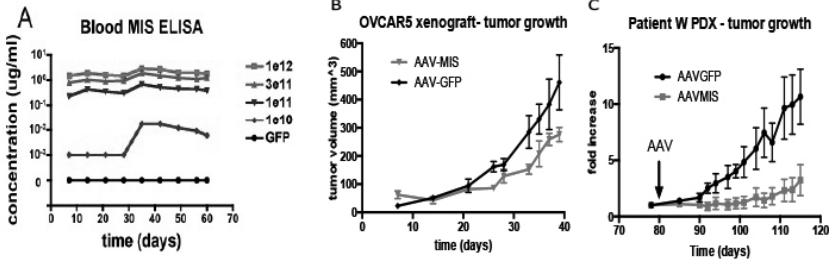 A
Blood MIS ELISA
concentration (ug/ml)
10¹
10⁰
10⁻¹
10⁻²
10⁻³
0
0 10 20 30 40 50 60 70
time (days)
1e12
3e11
1e11
1e10
GFP
B
OVCAR5 xenograft- tumor growth
tumor volume (mm^3)
600
500
400
300
200
100
0
0 10 20 30 40
time (days)
AAV-MIS
AAV-GFP
C
Patient W PDX - tumor growth
fold increase
15
10
5
0
70 80 90 100 110 120
Time (days)
AAVGFP
AAVMIS
AAV